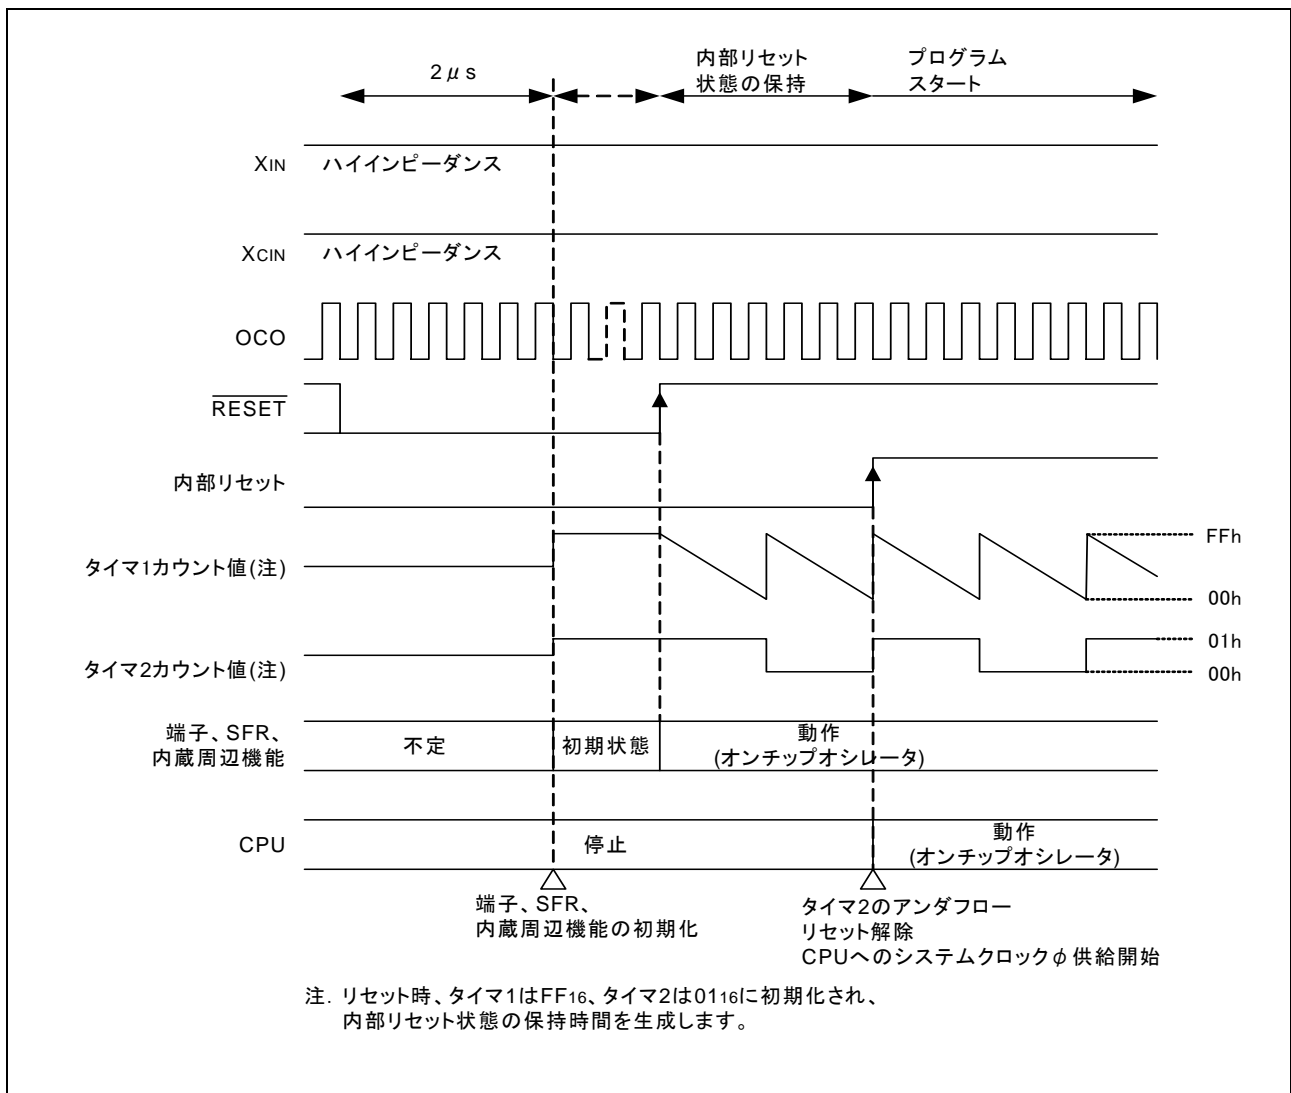 2μs
内部リセット
状態の保持
プログラム
スタート
XIN
ハイインピーダンス
XCIN
ハイインピーダンス
OCO
RESET
内部リセット
タイマ1カウント値(注)
FFh
00h
タイマ2カウント値(注)
01h
00h
端子、SFR、
内蔵周辺機能
不定
初期状態
動作
(オンチップオシレータ)
CPU
停止
動作
(オンチップオシレータ)
端子、SFR、
内蔵周辺機能の初期化
タイマ2のアンダフロー
リセット解除
CPUへのシステムクロックφ供給開始
注. リセット時、タイマ1はFF16、タイマ2は0116に初期化され、
内部リセット状態の保持時間を生成します。